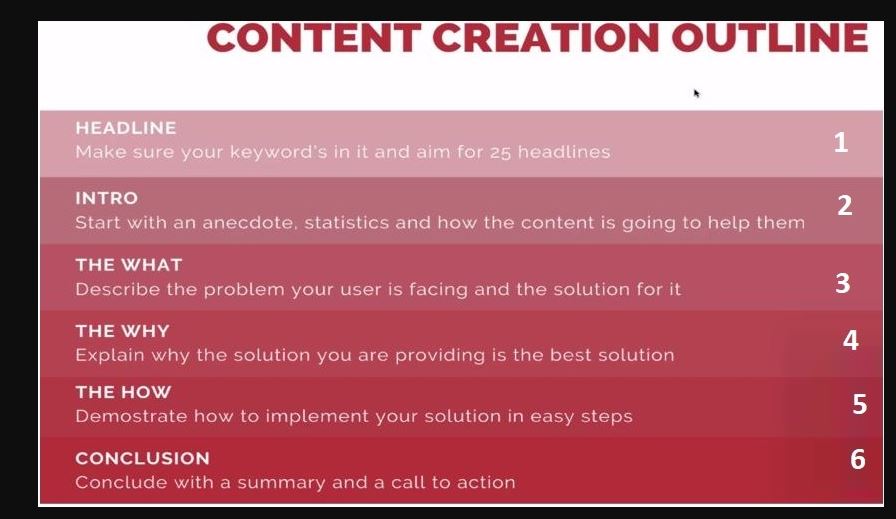 CONTENT CREATION OUTLINE
HEADLINE
Make sure your keyword's in it and aim for 25 headlines
1
INTRO
Start with an anecdote, statistics and how the content is going to help them
2
THE WHAT
Describe the problem your user is facing and the solution for it
3
THE WHY
Explain why the solution you are providing is the best solution
4
THE HOW
Demostrate how to implement your solution in easy steps
5
CONCLUSION
Conclude with a summary and a call to action
6